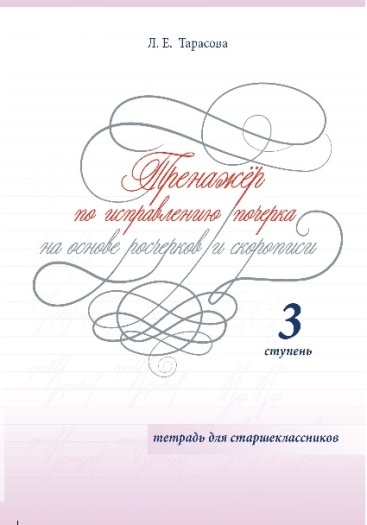 Л. Е. Тарасова
Тренажёр
по исправлению почерка
на основе росчерков и скорописи
3
ступень
тетрадь для старшеклассников